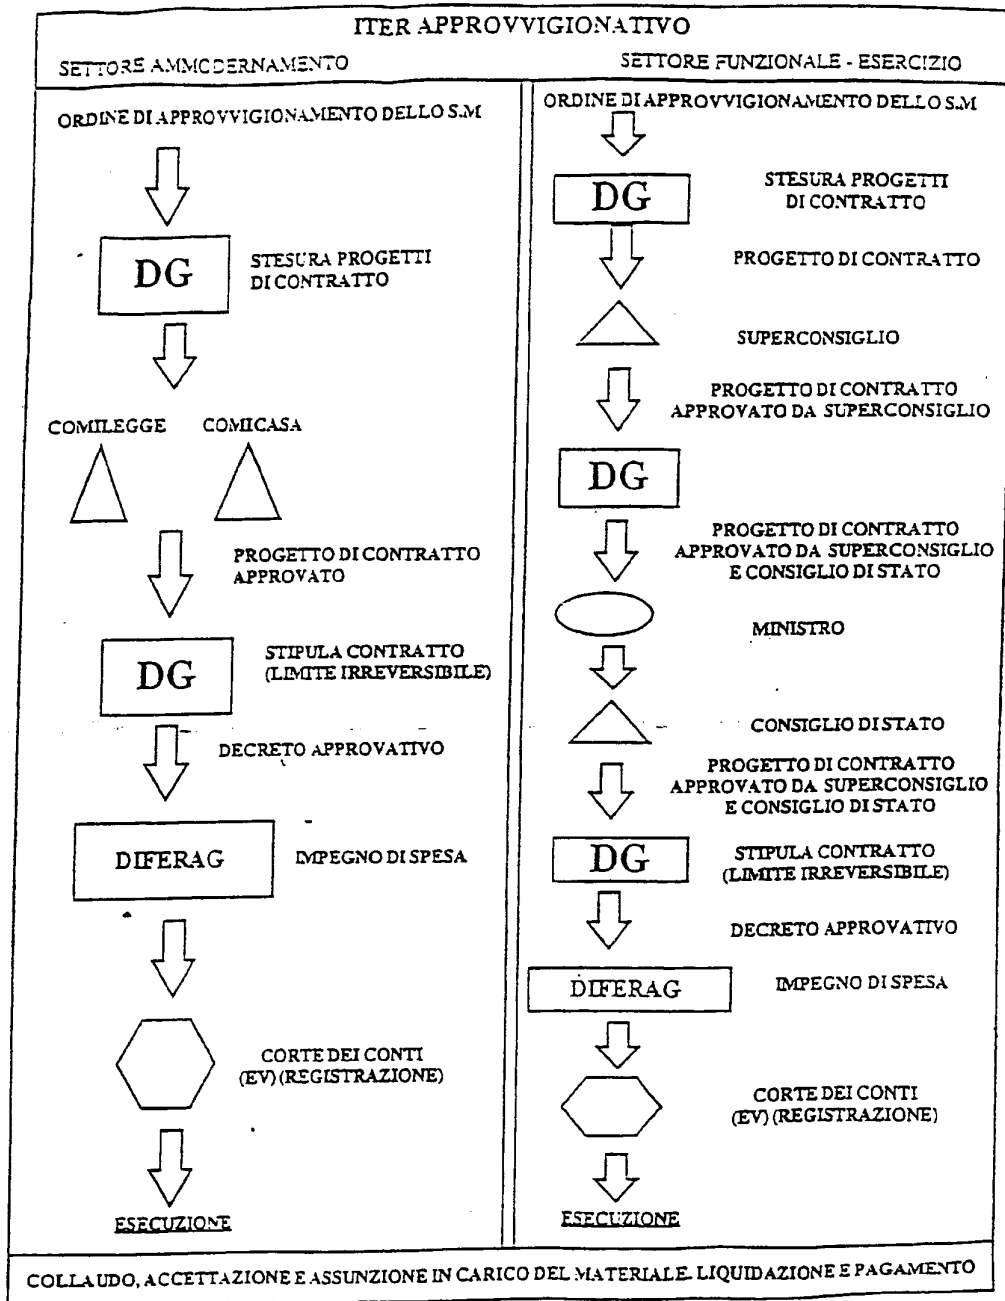 ITER APPROVVIGIONATIVO
SETTORE AMMODERNAMENTO
ORDINE DI APPROVVIGIONAMENTO DELLO S.M
DG
STESURA PROGETTI
DI CONTRATTO
COMILEGGE COMICASA
PROGETTO DI CONTRATTO
APPROVATO
DG
STIPULA CONTRATTO
(LIMITE IRREVERSIBILE)
DECRETO APPROVATIVO
DIFERAG
IMPEGNO DI SPESA
CORTE DEI CONTI
(EV) (REGISTRAZIONE)
ESECUZIONE
SETTORE FUNZIONALE - ESERCIZIO
ORDINE DI APPROVVIGIONAMENTO DELLO S.M
DG
STESURA PROGETTI
DI CONTRATTO
PROGETTO DI CONTRATTO
SUPERCONSIGLIO
PROGETTO DI CONTRATTO
APPROVATO DA SUPERCONSIGLIO
DG
PROGETTO DI CONTRATTO
APPROVATO DA SUPERCONSIGLIO
E CONSIGLIO DI STATO
MINISTRO
CONSIGLIO DI STATO
PROGETTO DI CONTRATTO
APPROVATO DA SUPERCONSIGLIO
E CONSIGLIO DI STATO
DG
STIPULA CONTRATTO
(LIMITE IRREVERSIBILE)
DECRETO APPROVATIVO
DIFERAG
IMPEGNO DI SPESA
CORTE DEI CONTI
(EV) (REGISTRAZIONE)
ESECUZIONE
COLLAUDO, ACCETTAZIONE E ASSUNZIONE IN CARICO DEL MATERIALE. LIQUIDAZIONE E PAGAMENTO